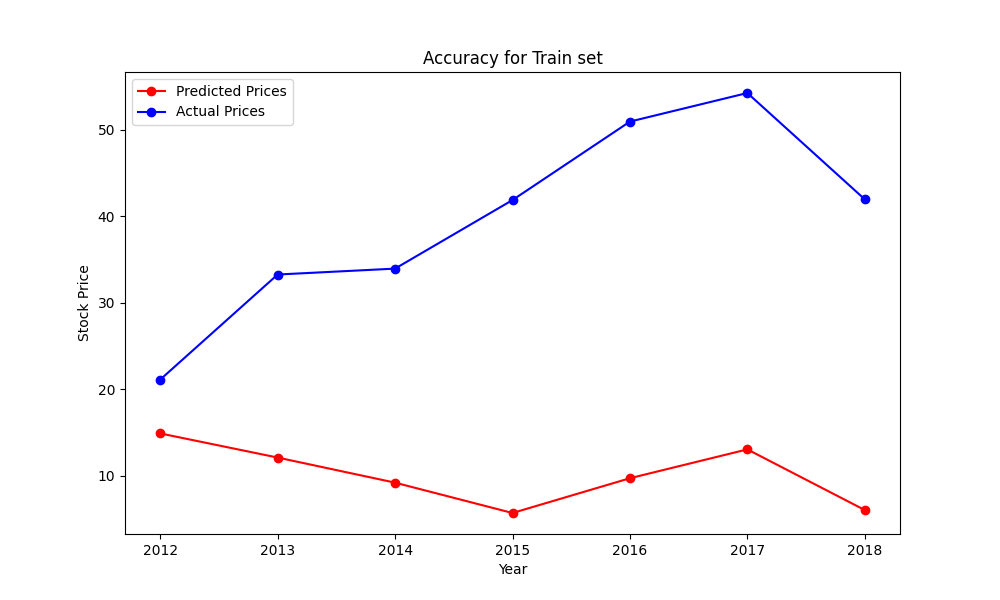 Accuracy for Train set
Predicted Prices
Actual Prices
50
40
30
20
10
Stock Price
2012 2013 2014 2015 2016 2017 2018
Year